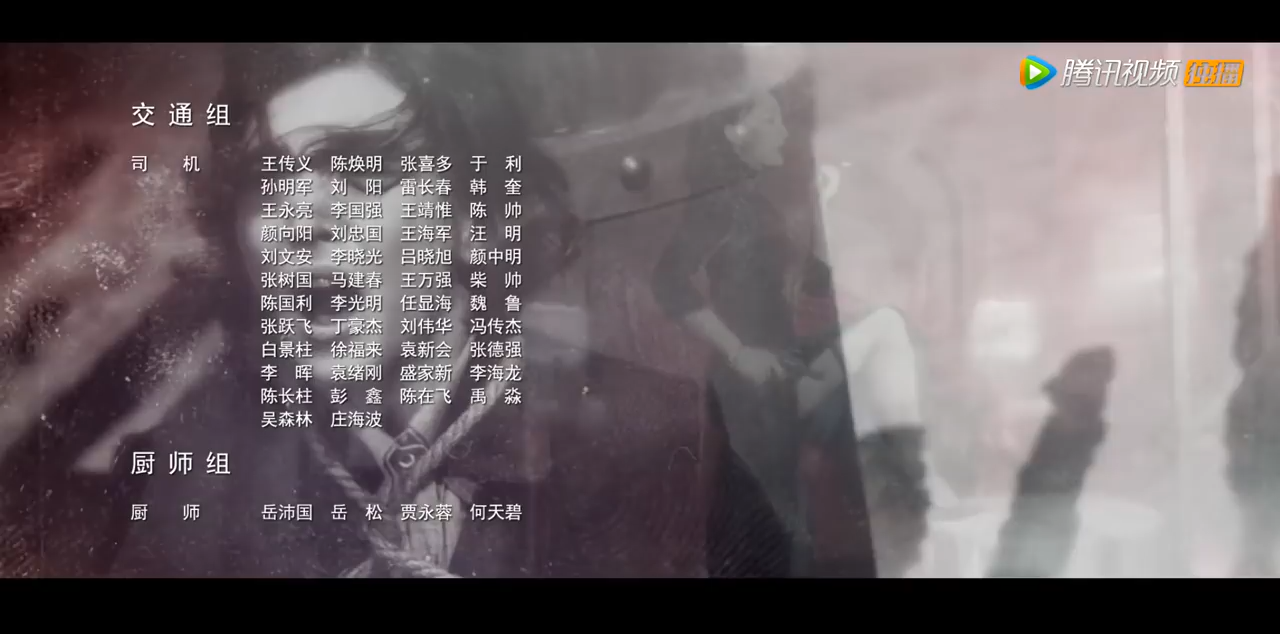 腾讯视频 独播
交通组
司 机 王传义 陈焕明 张喜多 于 利
孙明军 刘 阳 雷长春 韩 奎
王永亮 李国强 王靖惟 陈 帅
颜向阳 刘忠国 王海军 汪 明
刘文安 李晓光 吕晓旭 颜中明
张树国 马建春 王万强 柴 帅
陈国利 李光明 任显海 魏 鲁
张跃飞 丁豪杰 刘伟华 冯传杰
白景柱 徐福来 袁新会 张德强
李 晖 袁绪刚 盛家新 李海龙
陈长柱 彭 鑫 陈在飞 禹 淼
吴森林 庄海波
厨师组
厨 师 岳沛国 岳 松 贾永蓉 何天碧